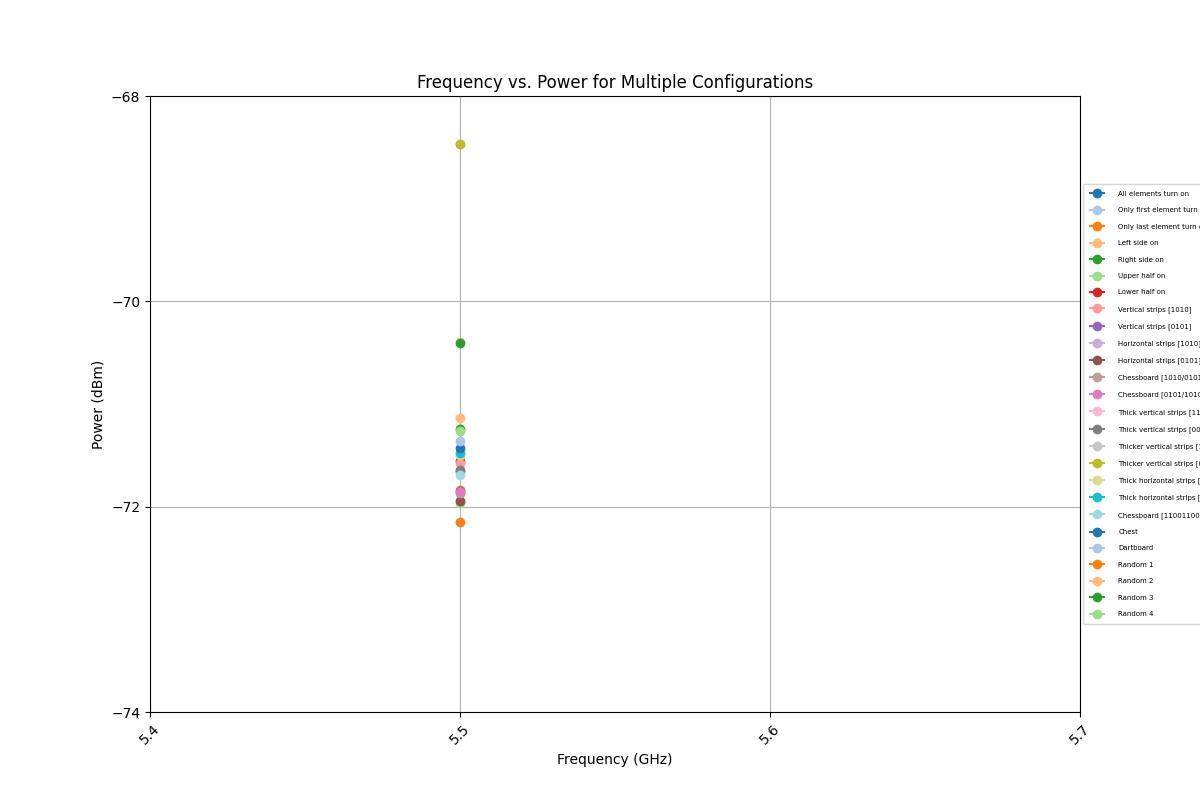 Frequency vs. Power for Multiple Configurations
−68
−70
−72
−74
Power (dBm)
5.4
5.5
5.6
5.7
Frequency (GHz)
All elements turn on
Only first element turn
Only last element turn
Left side on
Right side on
Upper half on
Lower half on
Vertical strips [1010]
Vertical strips [0101]
Horizontal strips [1010]
Horizontal strips [0101]
Chessboard [1010/0101
Chessboard [0101/1010
Thick vertical strips [11
Thick vertical strips [00
Thicker vertical strips [
Thicker vertical strips [
Thick horizontal strips [
Thick horizontal strips [
Chessboard [11001100
Chest
Dartboard
Random 1
Random 2
Random 3
Random 4